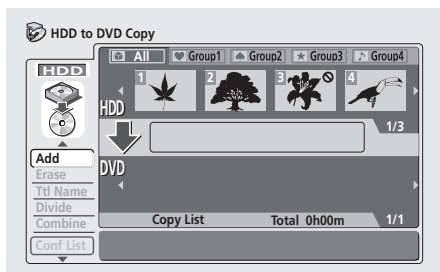 HDD to DVD Copy
All Group1 Group2 Group3 Group4
HDD
1 2 3 4
HDD
1/3
Add
Erase
Ttl Name
Divide
Combine
Conf List
DVD
Copy List Total 0h00m 1/1